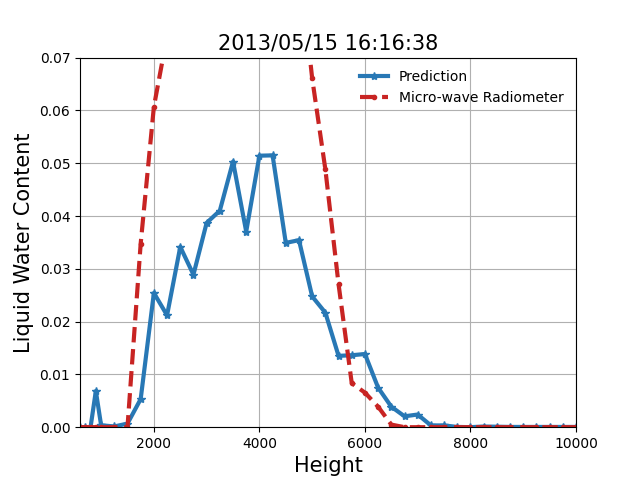 2013/05/15 16:16:38
Prediction
Micro-wave Radiometer
Liquid Water Content
0.07
0.06
0.05
0.04
0.03
0.02
0.01
0.00
2000 4000 6000 8000 10000
Height